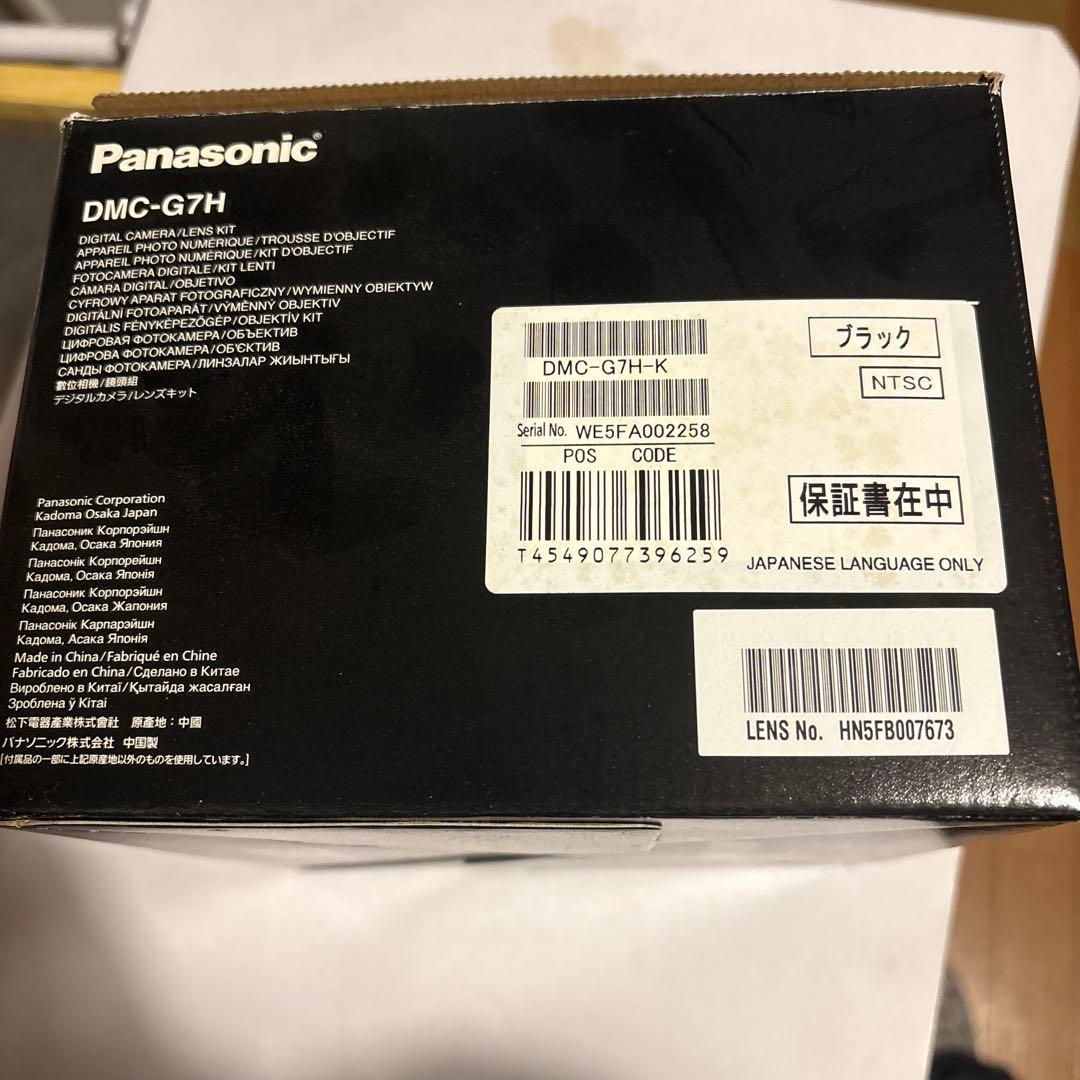 Panasonic®
DMC-G7H
DIGITAL CAMERA/LENS KIT
APPAREIL PHOTO NUMÉRIQUE/TROUSSE D'OBJECTIF
APPAREIL PHOTO NUMÉRIQUE/KIT D'OBJECTIF
FOTOCAMERA DIGITALE/KIT LENTI
CÁMARA DIGITAL/OBJETIVO
CYFROWY APARAT FOTOGRAFICZNY/WYMIENNY OBIEKTYW
DIGITÁLNÍ FOTOAPARÁT/VÝMĚNNÝ OBJEKTIV
DIGITÁLIS FÉNYKÉPEZŐGÉP/OBJEKTÍV KIT
ЦИФРОВАЯ ФОТОКАМЕРА/ОБЪЕКТИВ
ЦИФРОВА ФОТОКАМЕРА/ОБ'ЄКТИВ
САНДЫ ФОТОКАМЕРА/ЛИНЗАЛАР ЖИЫНТЫҒЫ
數位相機/鏡頭組
デジタルカメラ/レンズキット
Panasonic Corporation
Kadoma Osaka Japan
Панасоник Корпорэйшн
Кадома, Осака Япония
Панасонік Корпорейшн
Кадома, Осака Японія
Панасоник Корпорэйшн
Кадома, Осака Жапония
Панасонік Карпарэйшн
Кадома, Асака Японія
Made in China/Fabriqué en Chine
Fabricado en China/Сделано в Китае
Вироблено в Китаї/Қытайда жасалған
Зроблена ў Кітаі
松下電器產業株式會社 原產地:中國
パナソニック株式会社 中国製
[付属品の一部に上記原産地以外のものを使用しています。]
DMC-G7H-K
Serial No. WE5FA002258
POS CODE
T4549077396259
ブラック
NTSC
保証書在中
JAPANESE LANGUAGE ONLY
LENS No. HN5FB007673